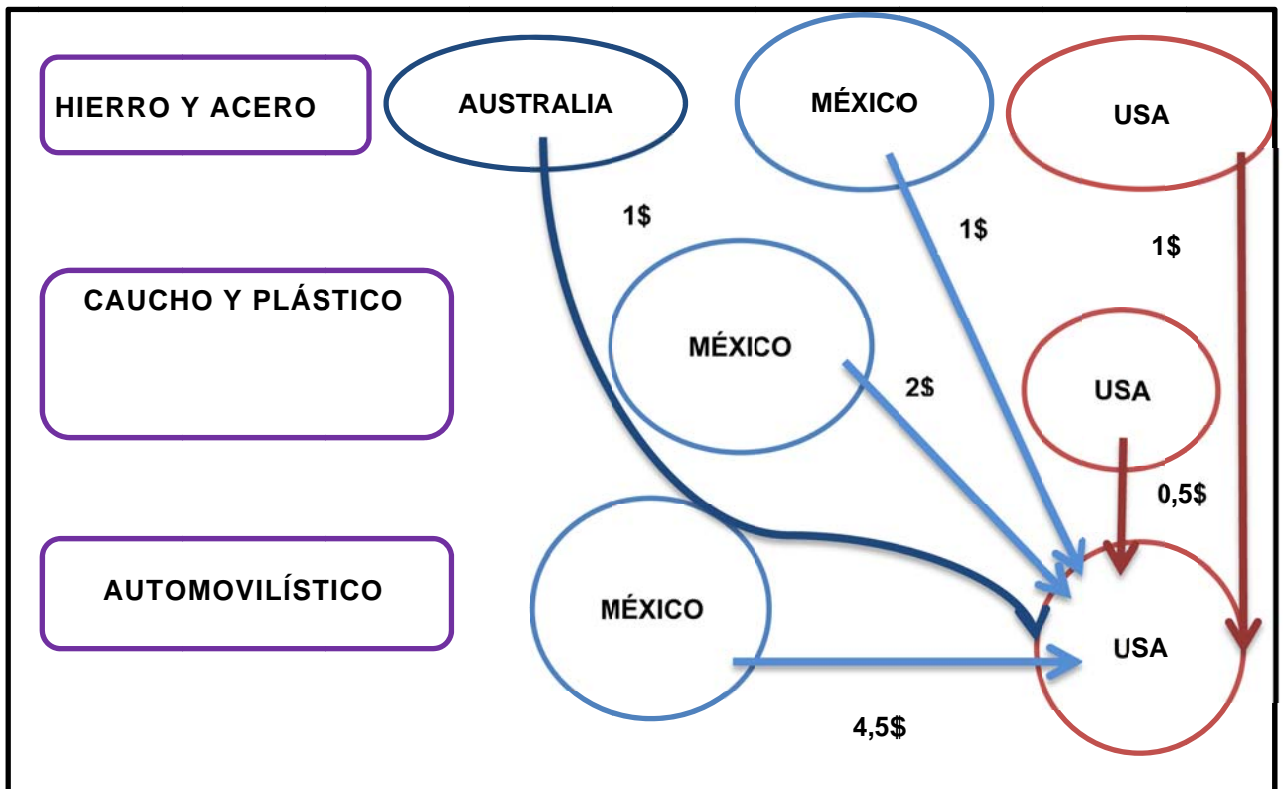 HIERRO Y ACERO
AUSTRALIA
MÉXICO
USA
1$
1$
1$
CAUCHO Y PLÁSTICO
MÉXICO
2$
USA
0,5$
AUTOMOVILÍSTICO
MÉXICO
USA
4,5$